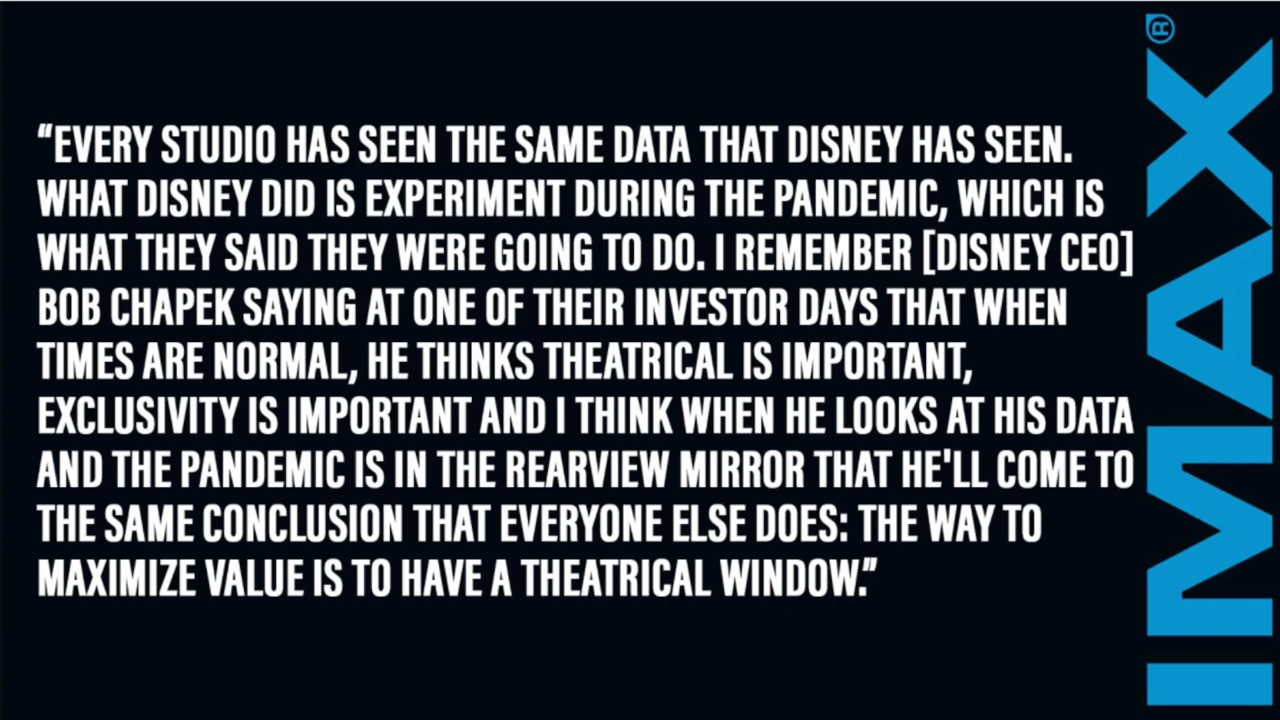 “EVERY STUDIO HAS SEEN THE SAME DATA THAT DISNEY HAS SEEN.
WHAT DISNEY DID IS EXPERIMENT DURING THE PANDEMIC, WHICH IS
WHAT THEY SAID THEY WERE GOING TO DO. I REMEMBER [DISNEY CEO]
BOB CHAPEK SAYING AT ONE OF THEIR INVESTOR DAYS THAT WHEN
TIMES ARE NORMAL, HE THINKS THEATRICAL IS IMPORTANT,
EXCLUSIVITY IS IMPORTANT AND I THINK WHEN HE LOOKS AT HIS DATA
AND THE PANDEMIC IS IN THE REARVIEW MIRROR THAT HE'LL COME TO
THE SAME CONCLUSION THAT EVERYONE ELSE DOES: THE WAY TO
MAXIMIZE VALUE IS TO HAVE A THEATRICAL WINDOW.”
IMAX®